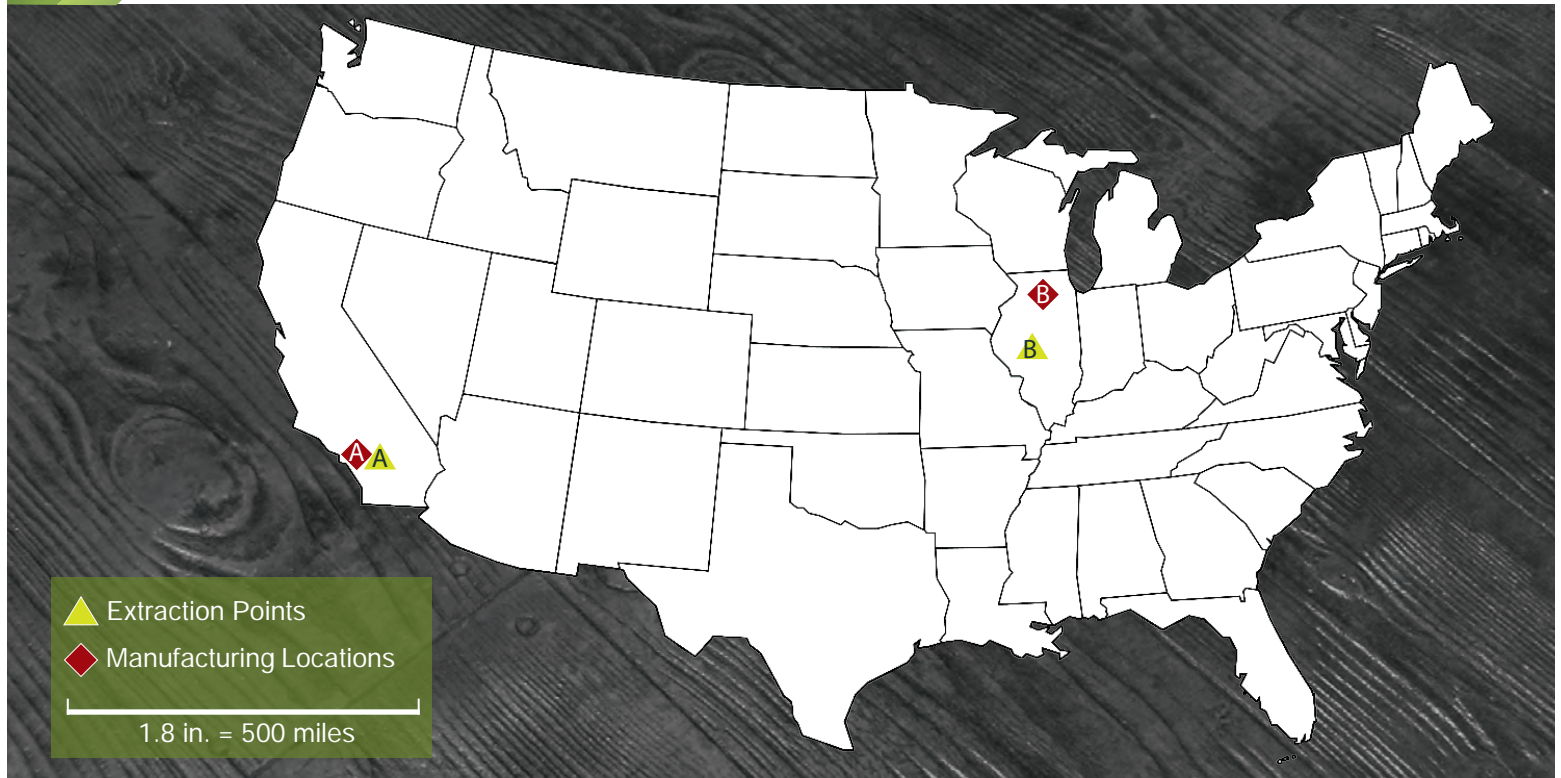 B
B
A A
Extraction Points
Manufacturing Locations
1.8 in. = 500 miles